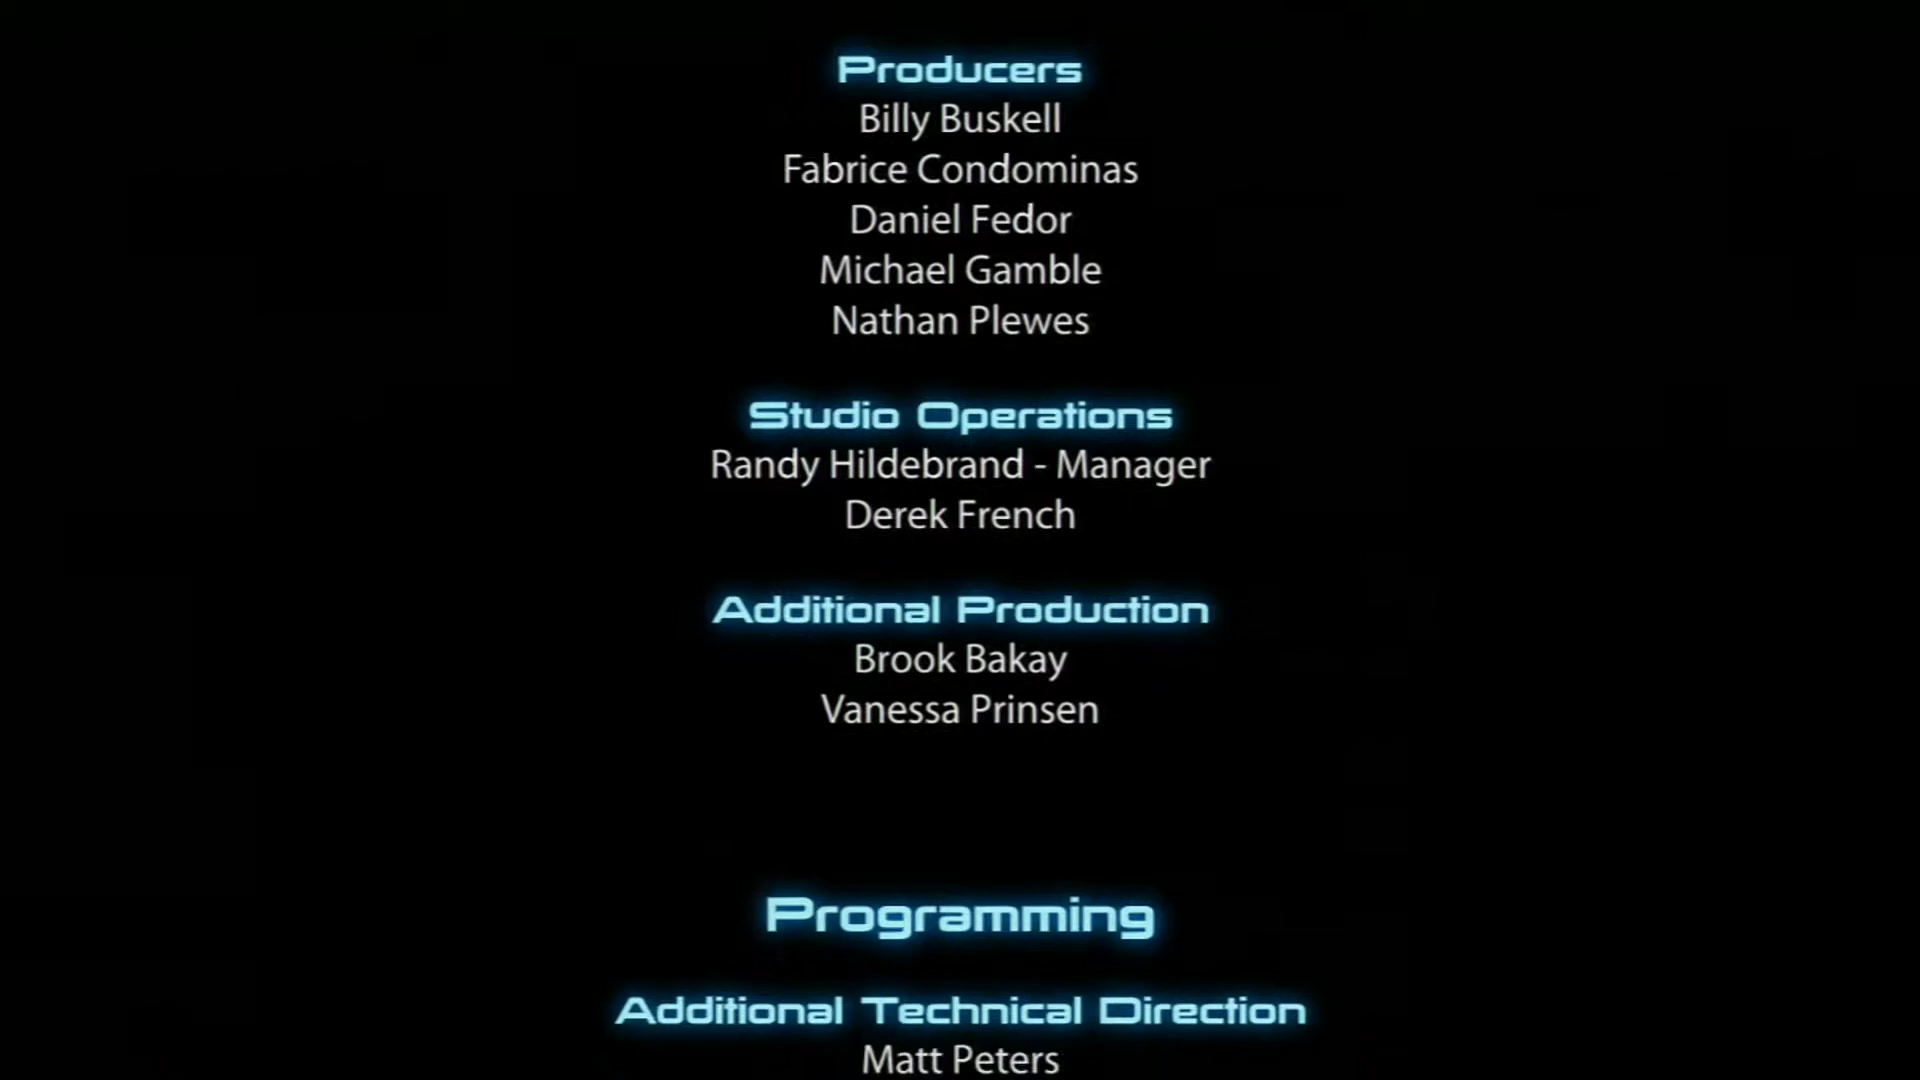 Producers
Billy Buskell
Fabrice Condominas
Daniel Fedor
Michael Gamble
Nathan Plewes
Studio Operations
Randy Hildebrand - Manager
Derek French
Additional Production
Brook Bakay
Vanessa Prinsen
Programming
Additional Technical Direction
Matt Peters